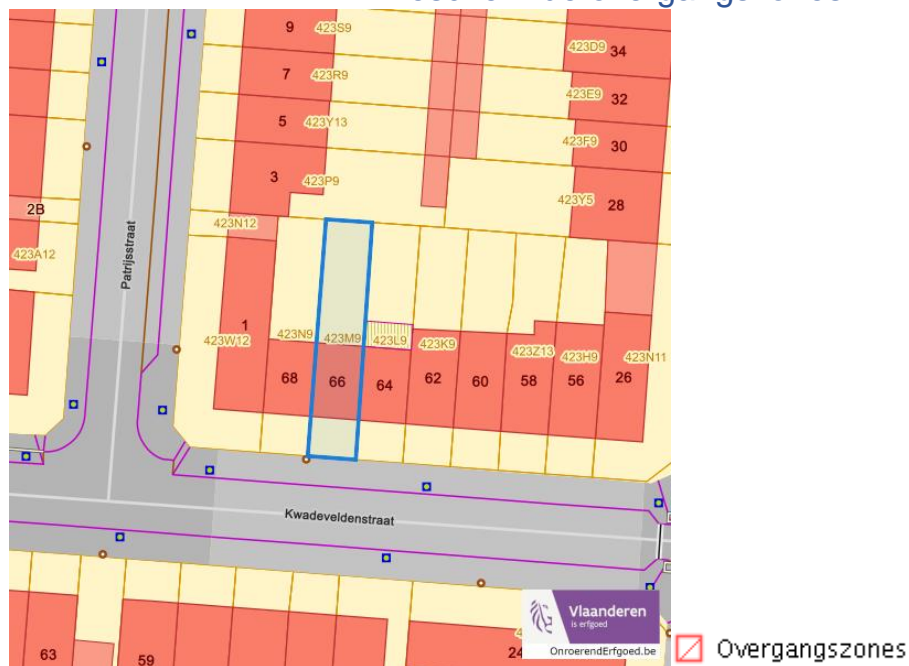 9 423S9
423D9 34
7 423R9
423E9 32
5 423Y13
423F9 30
3 423P9
423Y5 28
2B
423N12
423A12
Patrijsstraat
1
423W12
423N9 423M9 423L9 423K9
423Z13 423H9 423N11
68 66 64 62 60 58 56 26
Kwadeveldenstraat
63 59 24
Vlaanderen
is erfgoed
OnroerendErfgoed.be
Overgangszones